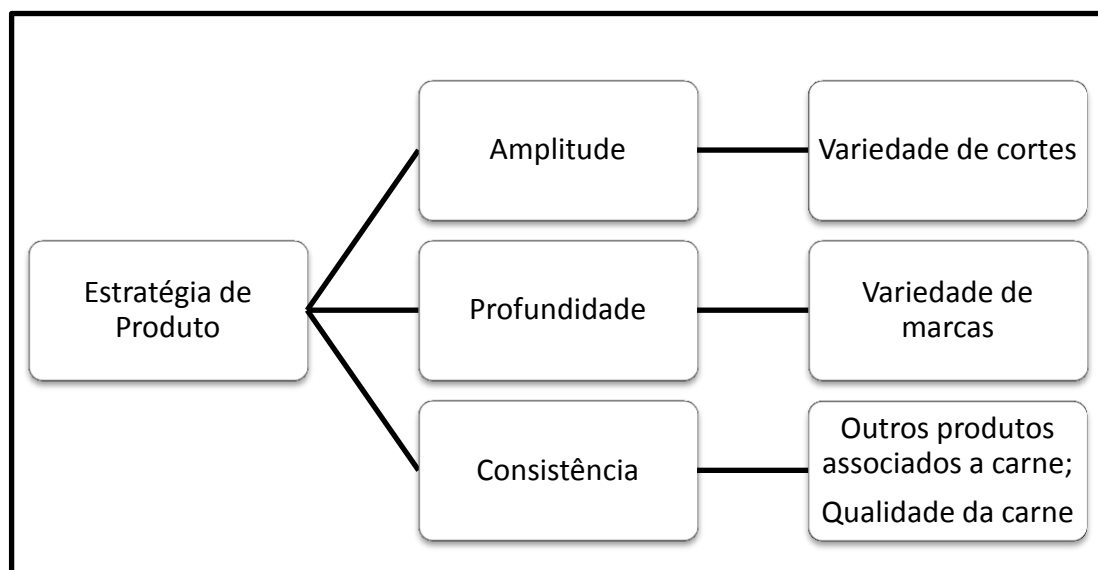 Estratégia de
Produto
Amplitude
Variedade de cortes
Profundidade
Variedade de
marcas
Consistência
Outros produtos
associados a carne;
Qualidade da carne